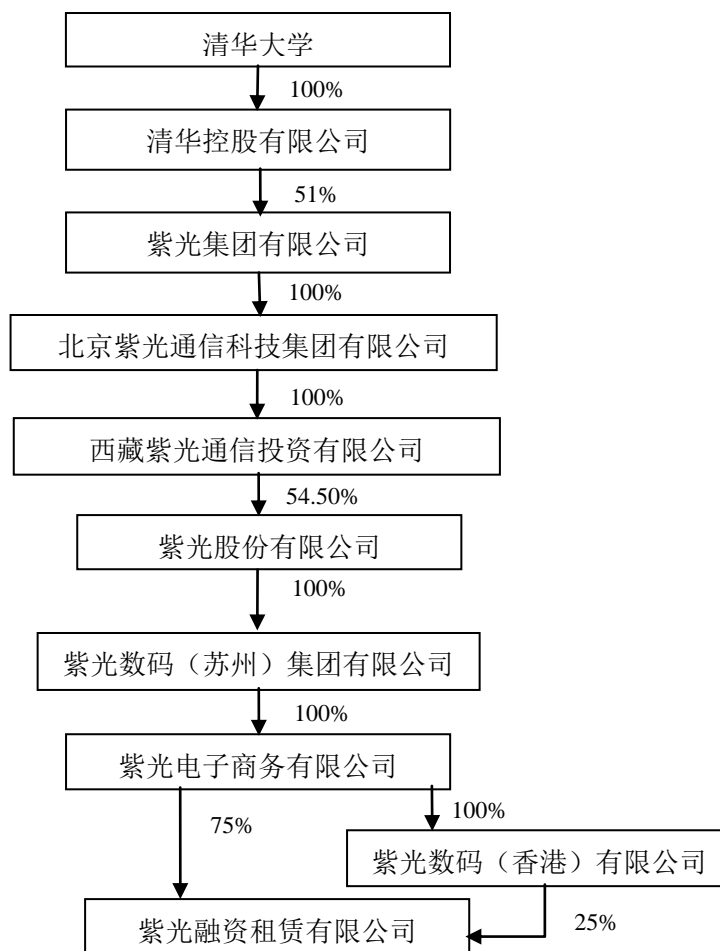 清华大学
100%
清华控股有限公司
51%
紫光集团有限公司
100%
北京紫光通信科技集团有限公司
100%
西藏紫光通信投资有限公司
54.50%
紫光股份有限公司
100%
紫光数码（苏州）集团有限公司
100%
紫光电子商务有限公司
75%
100%
紫光数码（香港）有限公司
25%
紫光融资租赁有限公司